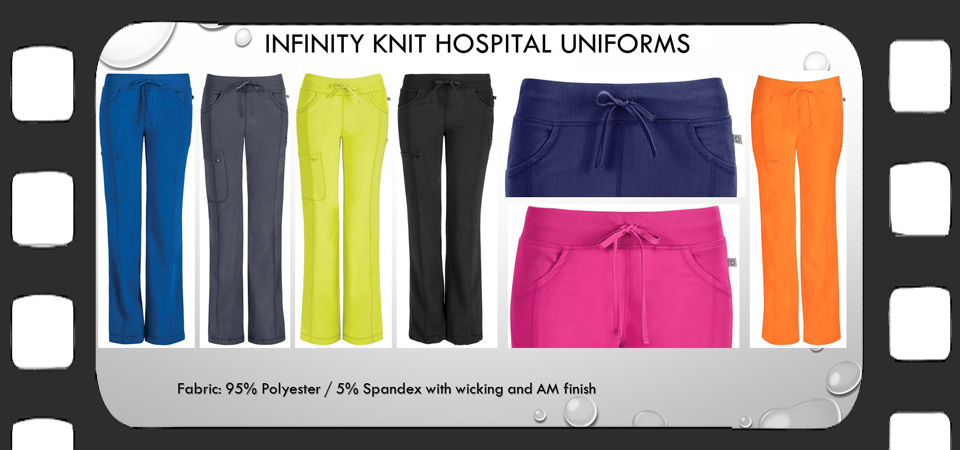 INFINITY KNIT HOSPITAL UNIFORMS
Fabric: 95% Polyester / 5% Spandex with wicking and AM finish